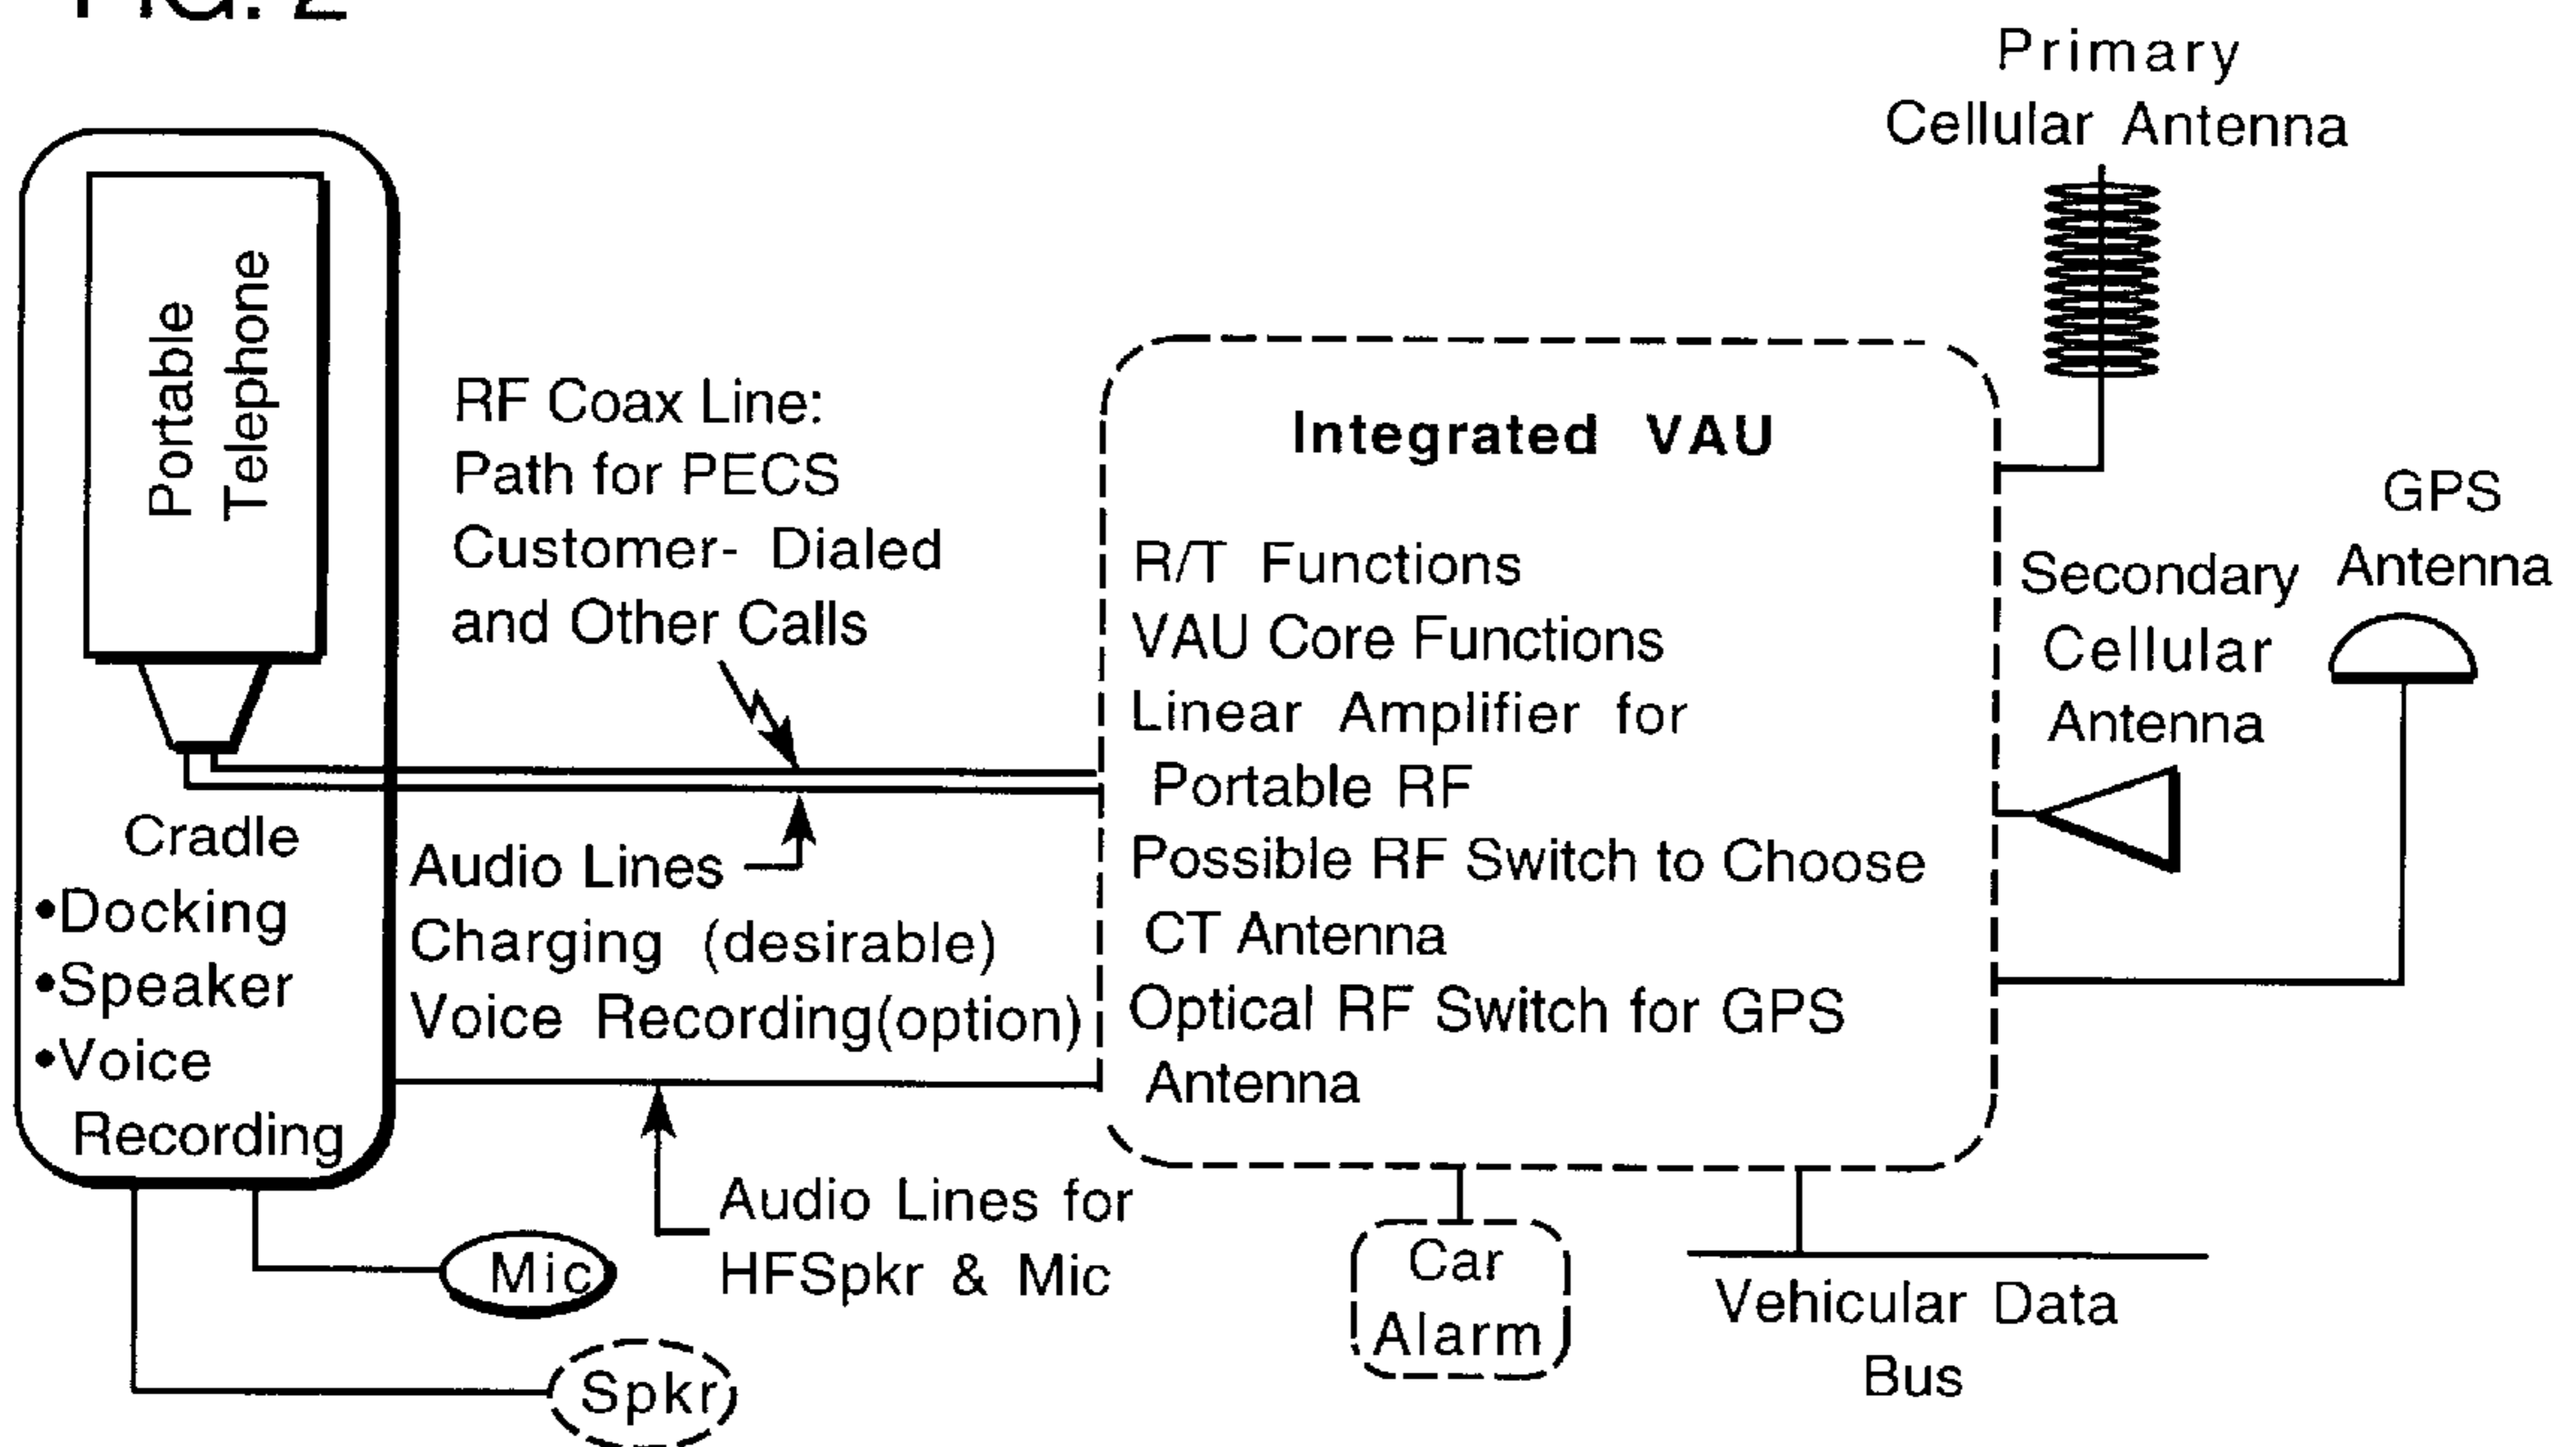 FIG. 2
Primary
Cellular Antenna
Portable
Telephone
RF Coax Line:
Path for PECS
Customer- Dialed
and Other Calls
Integrated VAU
R/T Functions
VAU Core Functions
Linear Amplifier for
Portable RF
Possible RF Switch to Choose
CT Antenna
Optical RF Switch for GPS
Antenna
GPS
Antenna
Secondary
Cellular
Antenna
Cradle
•Docking
•Speaker
•Voice
Recording
Audio Lines
Charging (desirable)
Voice Recording(option)
Audio Lines for
HFSpkr & Mic
Mic
Spkr
Car
Alarm
Vehicular Data
Bus